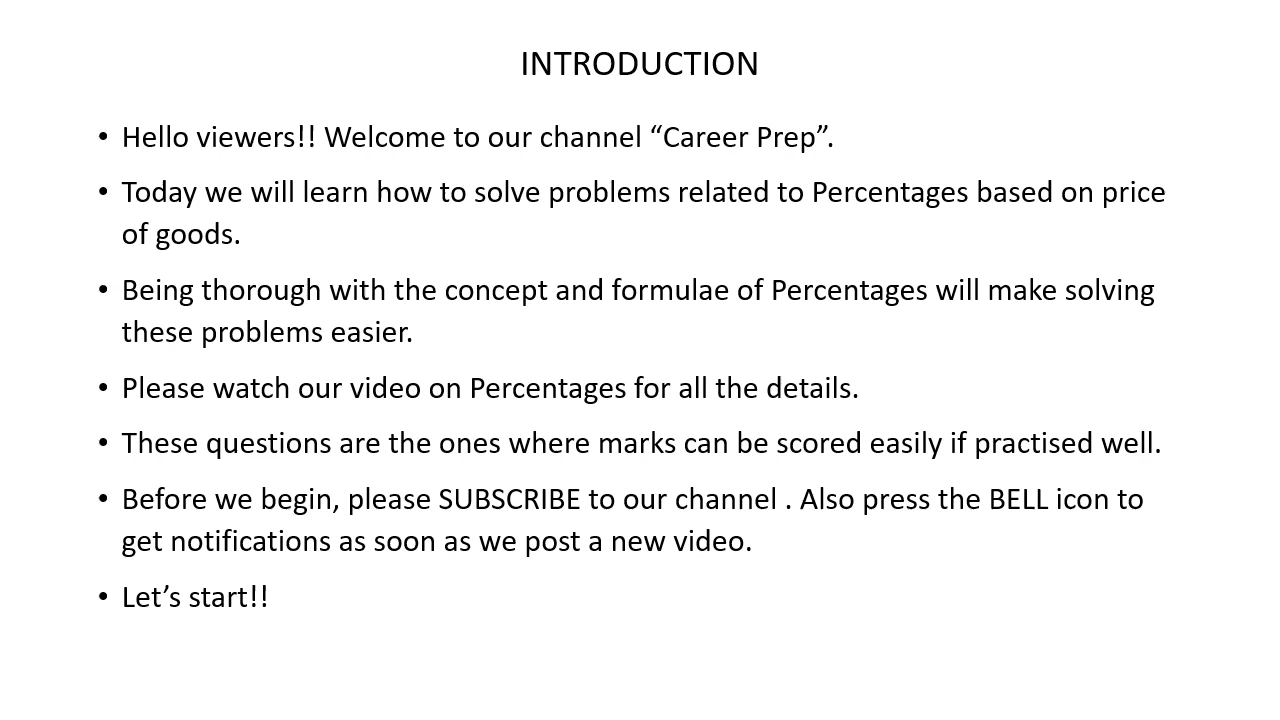 INTRODUCTION
• Hello viewers!! Welcome to our channel “Career Prep”.
• Today we will learn how to solve problems related to Percentages based on price
of goods.
• Being thorough with the concept and formulae of Percentages will make solving
these problems easier.
• Please watch our video on Percentages for all the details.
• These questions are the ones where marks can be scored easily if practised well.
• Before we begin, please SUBSCRIBE to our channel . Also press the BELL icon to
get notifications as soon as we post a new video.
• Let’s start!!